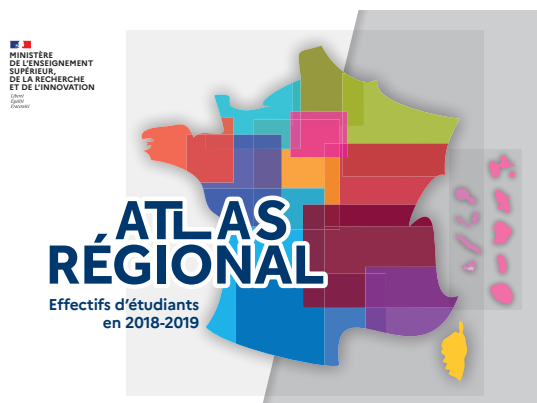 MINISTÈRE
DE L'ENSEIGNEMENT
SUPÉRIEUR,
DE LA RECHERCHE
ET DE L'INNOVATION
Liberté
Égalité
Fraternité
ATLAS
RÉGIONAL
Effectifs d'étudiants
en 2018-2019